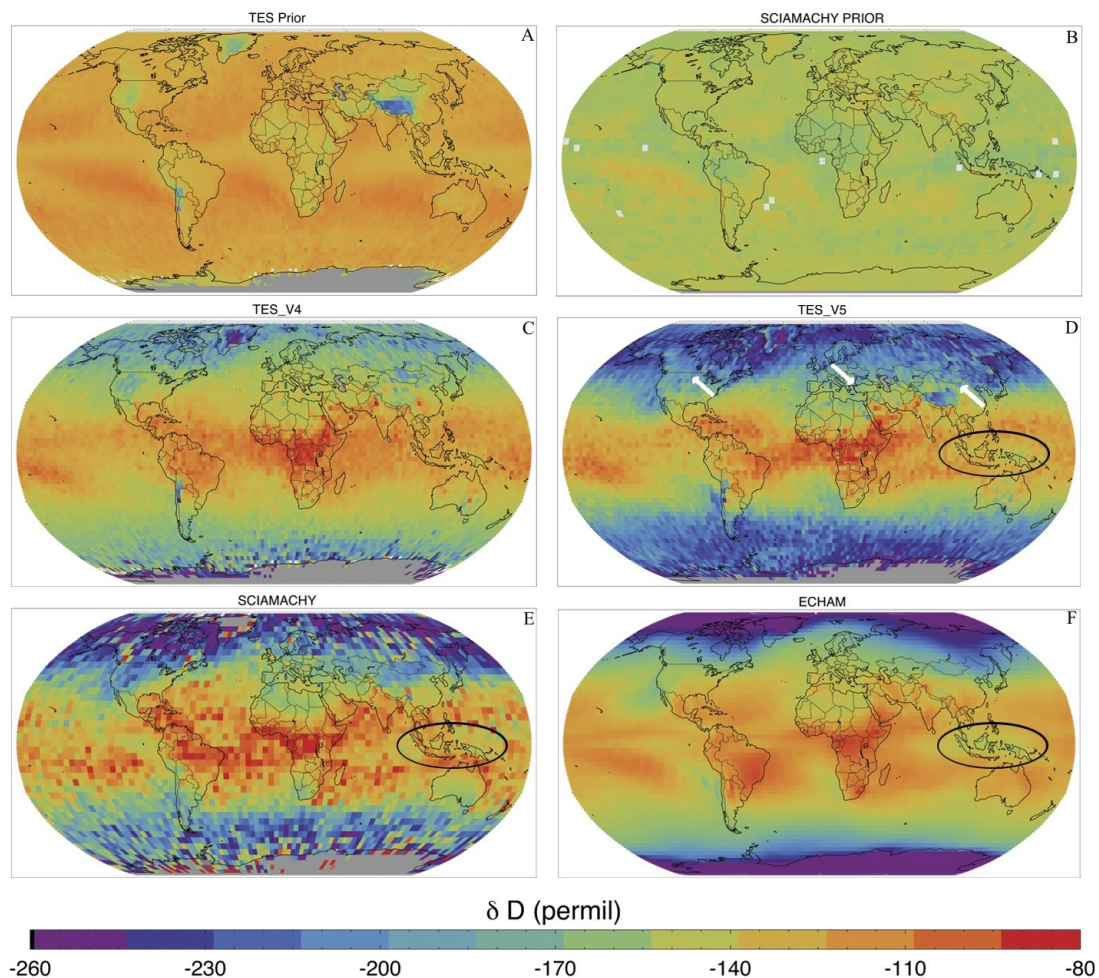 TES Prior
A
SCIAMACHY PRIOR
B
TES_V4
C
TES_V5
D
SCIAMACHY
E
ECHAM
F
δ D (permil)
-260 -230 -200 -170 -140 -110 -80